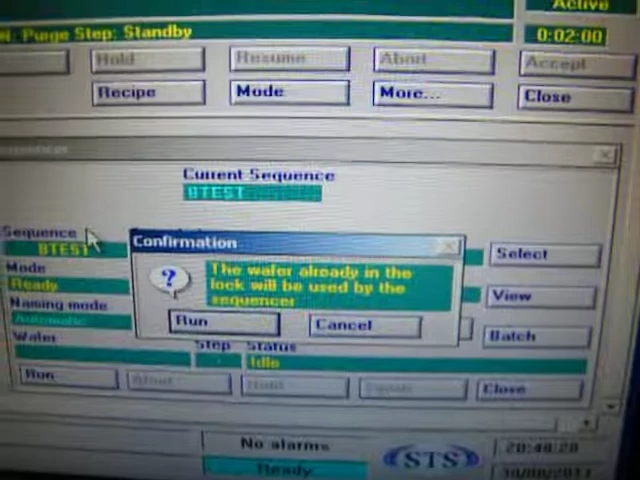 Active
Purge Step: Standby
0:02:00
Hold
Resume
Abort
Accept
Recipe
Mode
More...
Close
Current Sequence
BTEST
Sequence
BTEST
Select
Confirmation
The wafer already in the
lock will be used by the
sequencer
Mode
Ready
View
Naming mode
Automatic
Run
Cancel
Batch
Wafer
Step
Status
Idle
Run
Abort
Hold
Close
No alarms
STS
20:48:20
Ready